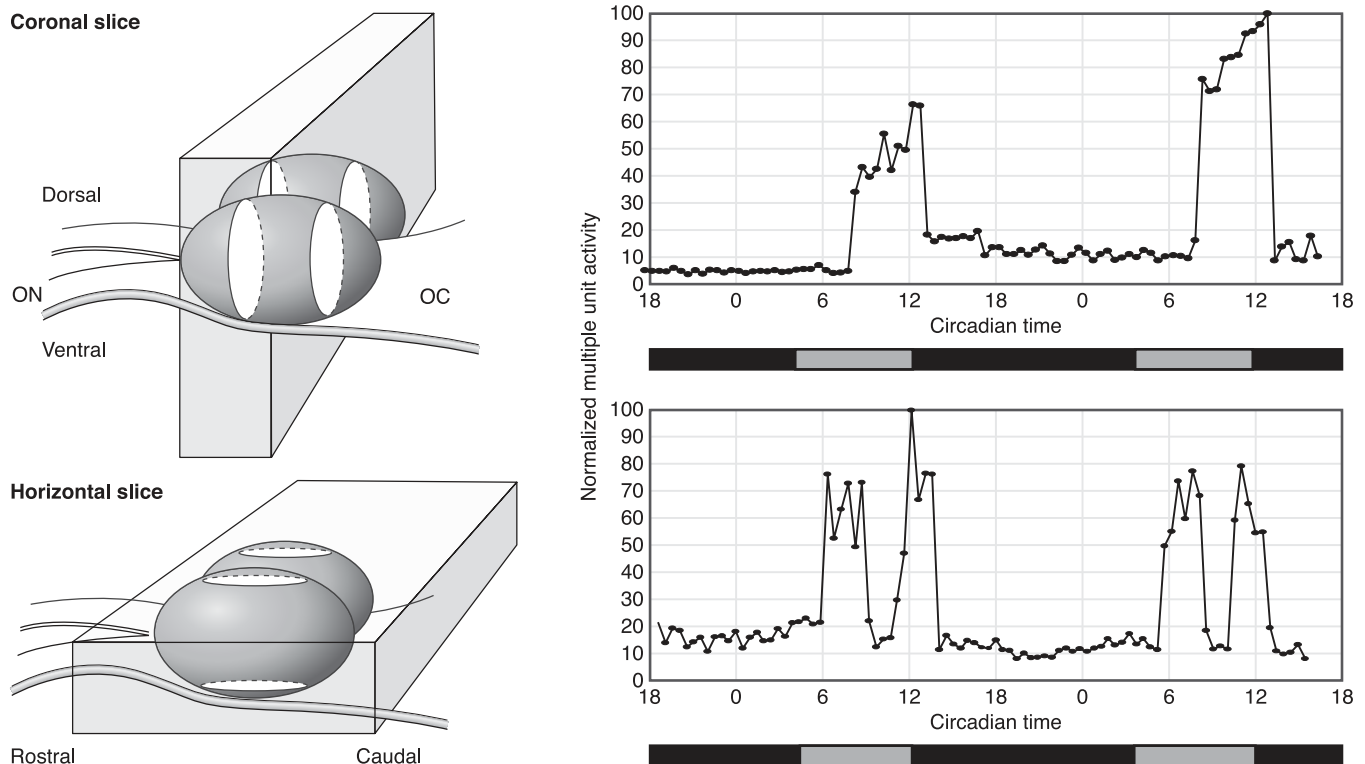 Coronal slice
Dorsal
ON
OC
Ventral
Horizontal slice
Rostral
Caudal
Normalized multiple unit activity
100
90
80
70
60
50
40
30
20
10
0
18 0 6 12 18 0 6 12 18
Circadian time
100
90
80
70
60
50
40
30
20
10
0
18 0 6 12 18 0 6 12 18
Circadian time